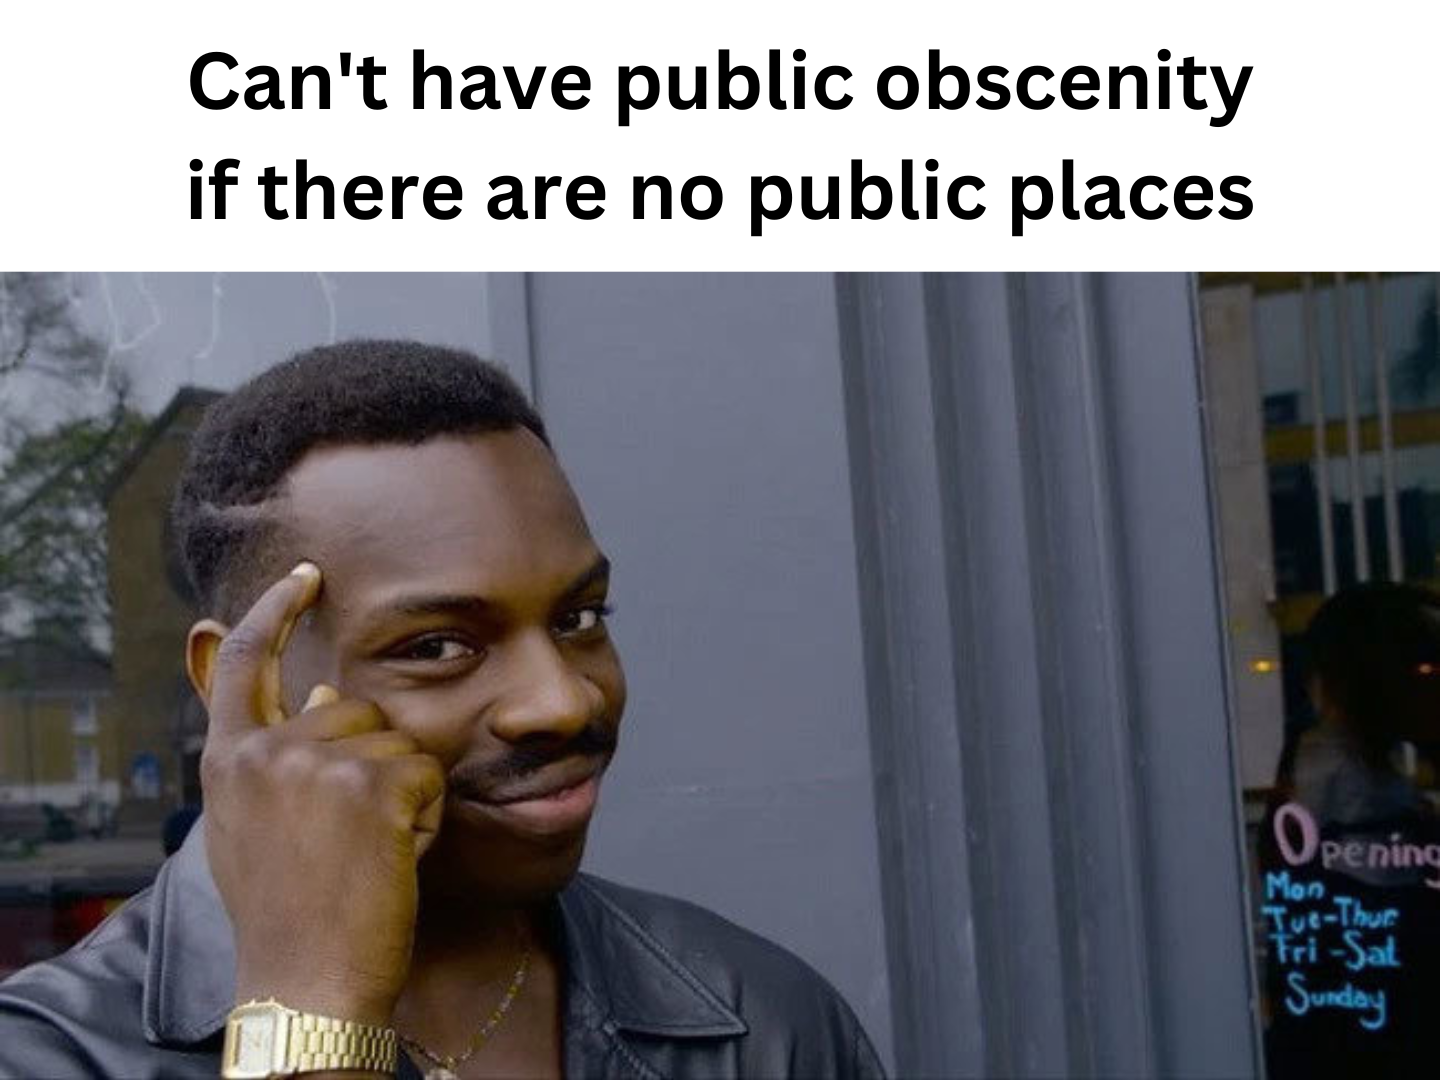 Can't have public obscenity
if there are no public places
Opening
Mon
Tue-Thur
Fri -Sat
Sunday